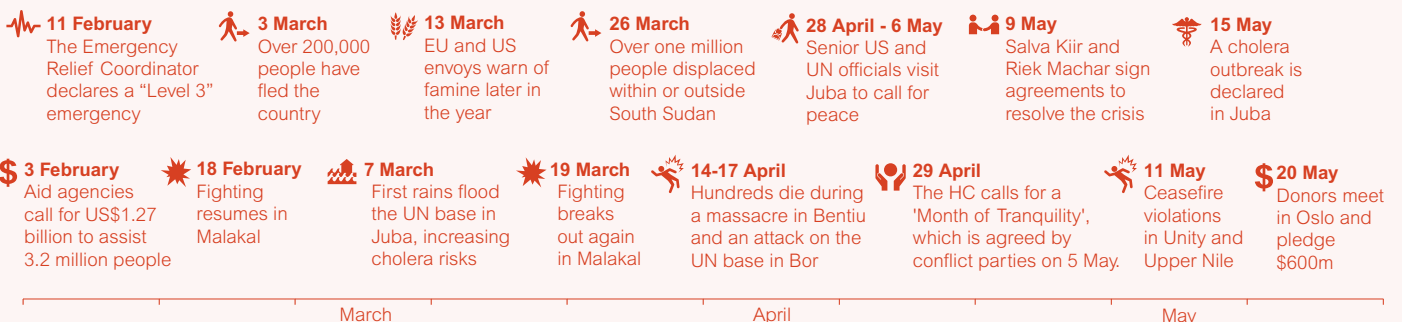 11 February
The Emergency
Relief Coordinator
declares a “Level 3”
emergency
3 March
Over 200,000
people have
fled the
country
13 March
EU and US
envoys warn of
famine later in
the year
26 March
Over one million
people displaced
within or outside
South Sudan
28 April - 6 May
Senior US and
UN officials visit
Juba to call for
peace
9 May
Salva Kiir and
Riek Machar sign
agreements to
resolve the crisis
15 May
A cholera
outbreak is
declared
in Juba
$ 3 February
Aid agencies
call for US$1.27
billion to assist
3.2 million people
18 February
Fighting
resumes in
Malakal
7 March
First rains flood
the UN base in
Juba, increasing
cholera risks
19 March
Fighting
breaks
out again
in Malakal
14-17 April
Hundreds die during
a massacre in Bentiu
and an attack on the
UN base in Bor
29 April
The HC calls for a
'Month of Tranquility',
which is agreed by
conflict parties on 5 May.
11 May
Ceasefire
violations
in Unity and
Upper Nile
$ 20 May
Donors meet
in Oslo and
pledge
$600m
March
April
May